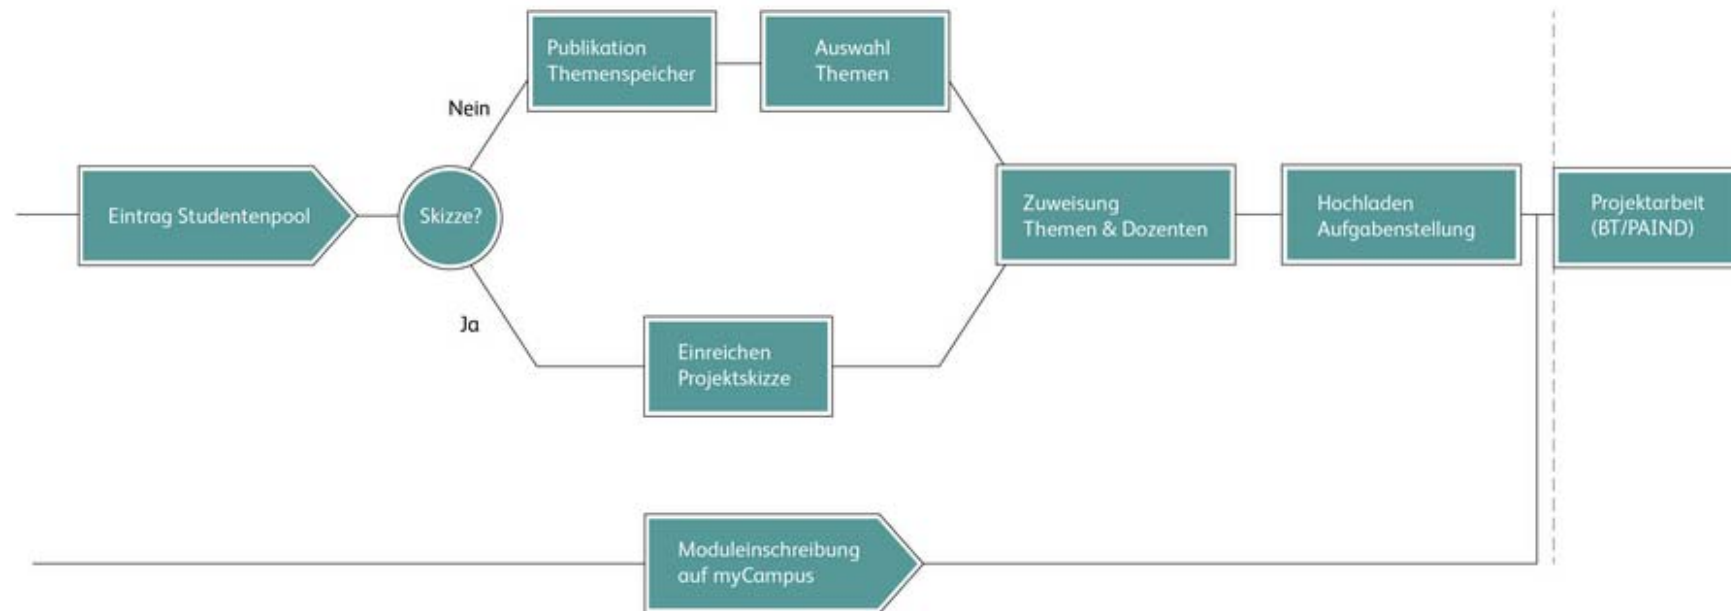 Publikation
Themenspeicher
Auswahl
Themen
Nein
Eintrag Studentenpool
Skizze?
Zuweisung
Themen & Dozenten
Hochladen
Aufgabenstellung
Projektarbeit
(BT/PAIND)
Ja
Einreichen
Projektskizze
Moduleinschreibung
auf myCampus